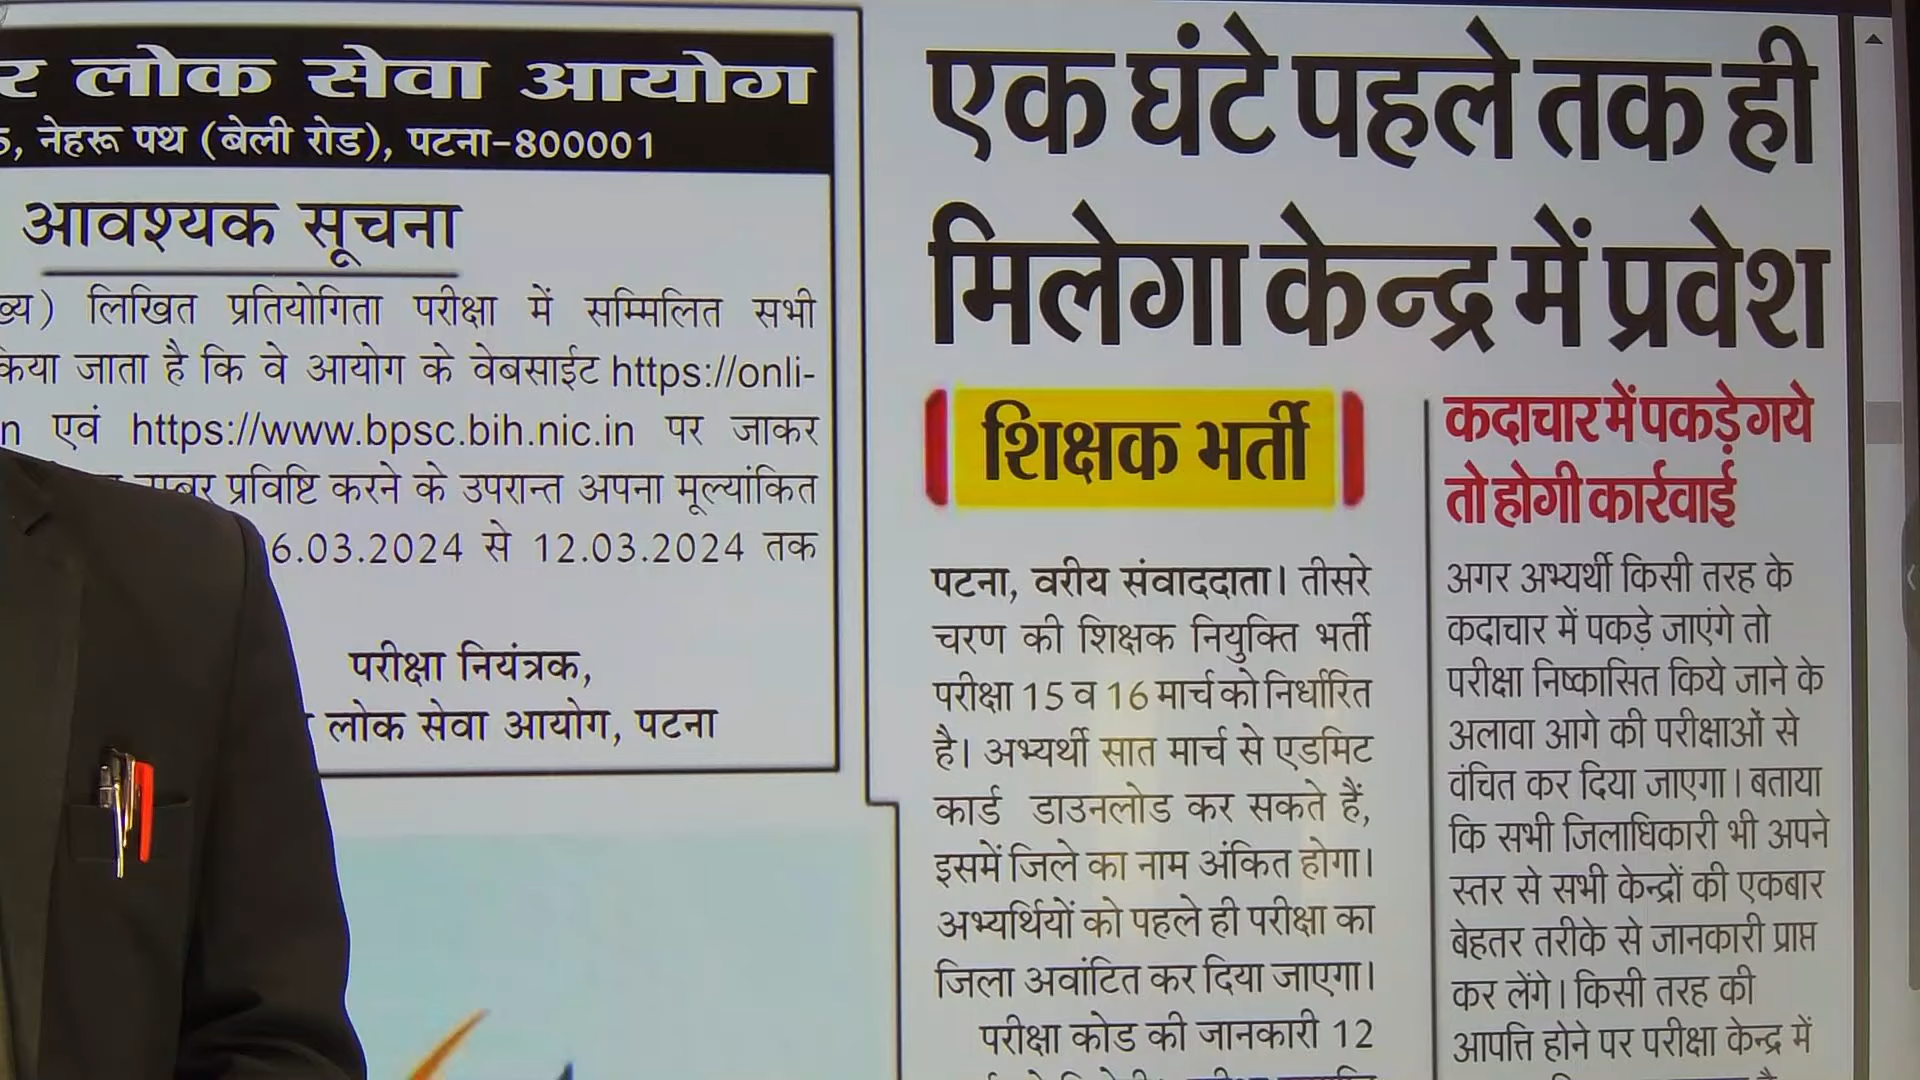 लोक सेवा आयोग
नेहरू पथ (बेली रोड), पटना-800001
आवश्यक सूचना
लिखित प्रतियोगिता परीक्षा में सम्मिलित सभी
किया जाता है कि वे आयोग के वेबसाईट https://onli-
एवं https://www.bpsc.bih.nic.in पर जाकर
प्रविष्टि करने के उपरान्त अपना मूल्यांकित
6.03.2024 से 12.03.2024 तक
परीक्षा नियंत्रक,
लोक सेवा आयोग, पटना
एक घंटे पहले तक ही
मिलेगा केन्द्र में प्रवेश
शिक्षक भर्ती
पटना, वरीय संवाददाता। तीसरे
चरण की शिक्षक नियुक्ति भर्ती
परीक्षा 15 व 16 मार्च को निर्धारित
है। अभ्यर्थी सात मार्च से एडमिट
कार्ड डाउनलोड कर सकते हैं,
इसमें जिले का नाम अंकित होगा।
अभ्यर्थियों को पहले ही परीक्षा का
जिला अवांटित कर दिया जाएगा।
परीक्षा कोड की जानकारी 12
कदाचार में पकड़े गये
तो होगी कार्रवाई
अगर अभ्यर्थी किसी तरह के
कदाचार में पकड़े जाएंगे तो
परीक्षा निष्कासित किये जाने के
अलावा आगे की परीक्षाओं से
वंचित कर दिया जाएगा। बताया
कि सभी जिलाधिकारी भी अपने
स्तर से सभी केन्द्रों की एकबार
बेहतर तरीके से जानकारी प्राप्त
कर लेंगे। किसी तरह की
आपत्ति होने पर परीक्षा केन्द्र में